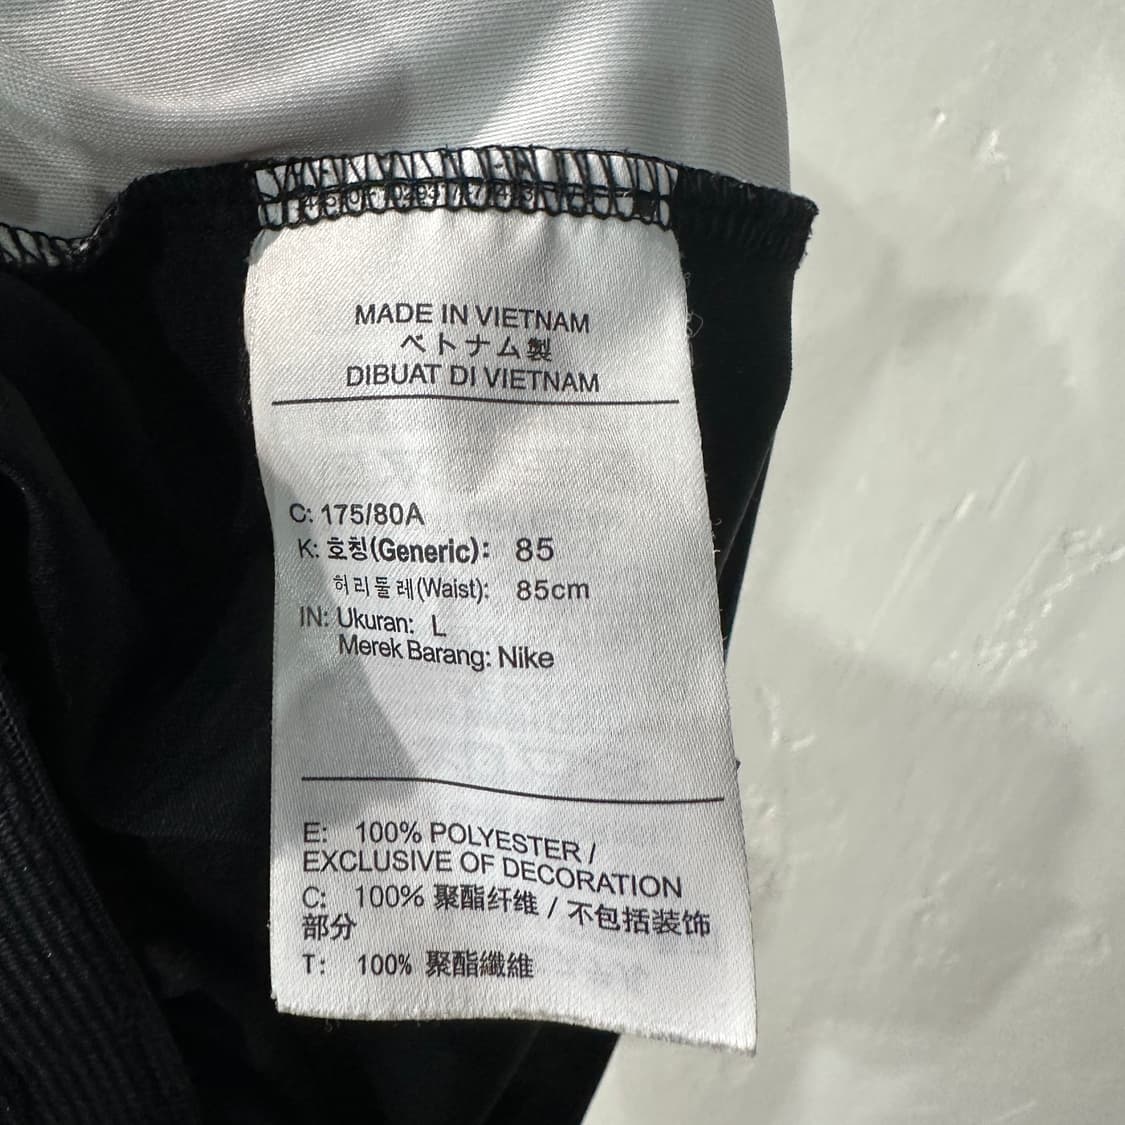 MADE IN VIETNAM
ベトナム製
DIBUAT DI VIETNAM
C: 175/80A
K: 호칭(Generic): 85
허리둘레(Waist): 85cm
IN: Ukuran: L
Merek Barang: Nike
E: 100% POLYESTER /
EXCLUSIVE OF DECORATION
C: 100% 聚酯纤维 / 不包括装饰
部分
T: 100% 聚酯纖維